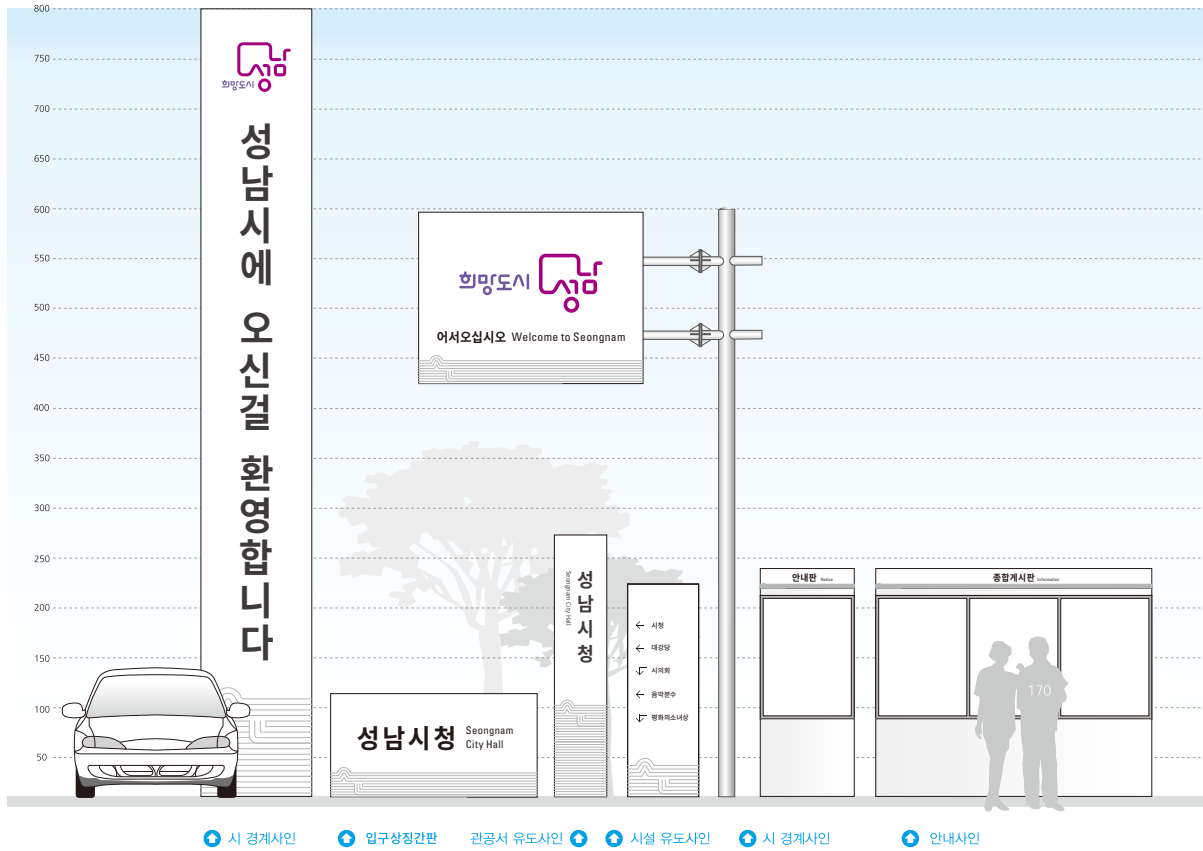 800
750
700
650
600
550
500
450
400
350
300
250
200
150
100
50
희망도시 성남
성남시에 오신걸 환영합니다
희망도시 성남
어서오십시오 Welcome to Seongnam
성남시청
Seongnam
City Hall
성남시청
Seongnam City Hall
시청
대강당
시의회
음악분수
평화의소녀상
안내판 Notice
종합게시판 Information
170
시 경계사인
입구상징간판
관공서 유도사인
시설 유도사인
시 경계사인
안내사인